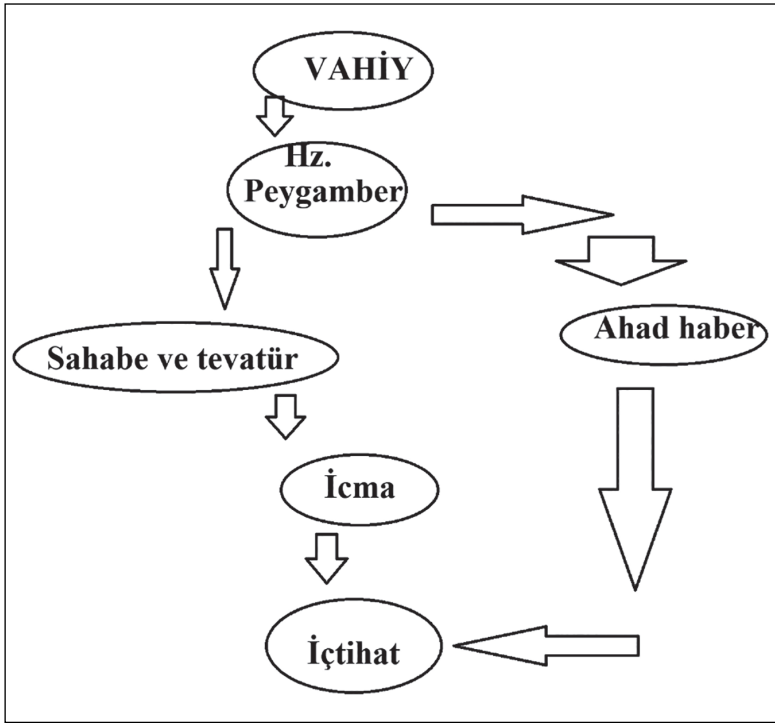 VAHİY
Hz.
Peygamber
Sahabe ve tevatür
Ahad haber
İcma
İçtihat